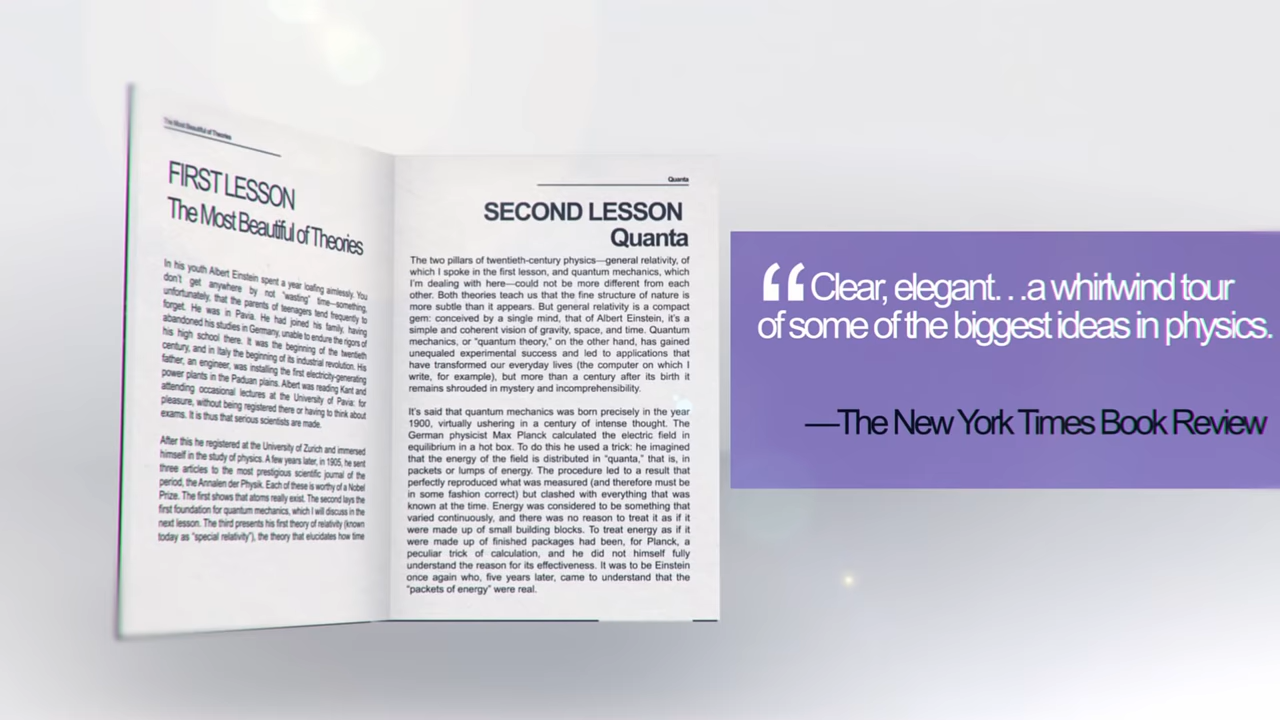 The Most Beautiful of Theories
FIRST LESSON
The Most Beautiful of Theories
In his youth Albert Einstein spent a year loafing aimlessly. You
don't get anywhere by not "wasting" time—something,
unfortunately, that the parents of teenagers tend frequently to
forget. He was in Pavia. He had joined his family, having
abandoned his studies in Germany, unable to endure the rigors of
his high school there. It was the beginning of the twentieth
century, and in Italy the beginning of its industrial revolution. His
father, an engineer, was installing the first electricity-generating
power plants in the Paduan plains. Albert was reading Kant and
attending occasional lectures at the University of Pavia: for
pleasure, without being registered there or having to think about
exams. It is thus that serious scientists are made.
After this he registered at the University of Zurich and immersed
himself in the study of physics. A few years later, in 1905, he sent
three articles to the most prestigious scientific journal of the
period, the Annalen der Physik. Each of these is worthy of a Nobel
Prize. The first shows that atoms really exist. The second lays the
first foundation for quantum mechanics, which I will discuss in the
next lesson. The third presents his first theory of relativity (known
today as "special relativity"), the theory that elucidates how time
Quanta
SECOND LESSON
Quanta
The two pillars of twentieth-century physics—general relativity, of
which I spoke in the first lesson, and quantum mechanics, which
I'm dealing with here—could not be more different from each
other. Both theories teach us that the fine structure of nature is
more subtle than it appears. But general relativity is a compact
gem: conceived by a single mind, that of Albert Einstein, it's a
simple and coherent vision of gravity, space, and time. Quantum
mechanics, or "quantum theory," on the other hand, has gained
unequaled experimental success and led to applications that
have transformed our everyday lives (the computer on which I
write, for example), but more than a century after its birth it
remains shrouded in mystery and incomprehensibility.
It's said that quantum mechanics was born precisely in the year
1900, virtually ushering in a century of intense thought. The
German physicist Max Planck calculated the electric field in
equilibrium in a hot box. To do this he used a trick: he imagined
that the energy of the field is distributed in "quanta," that is, in
packets or lumps of energy. The procedure led to a result that
perfectly reproduced what was measured (and therefore must be
in some fashion correct) but clashed with everything that was
known at the time. Energy was considered to be something that
varied continuously, and there was no reason to treat it as if it
were made up of small building blocks. To treat energy as if it
were made up of finished packages had been, for Planck, a
peculiar trick of calculation, and he did not himself fully
understand the reason for its effectiveness. It was to be Einstein
once again who, five years later, came to understand that the
"packets of energy" were real.
“Clear, elegant…a whirlwind tour
of some of the biggest ideas in physics.
—The New York Times Book Review